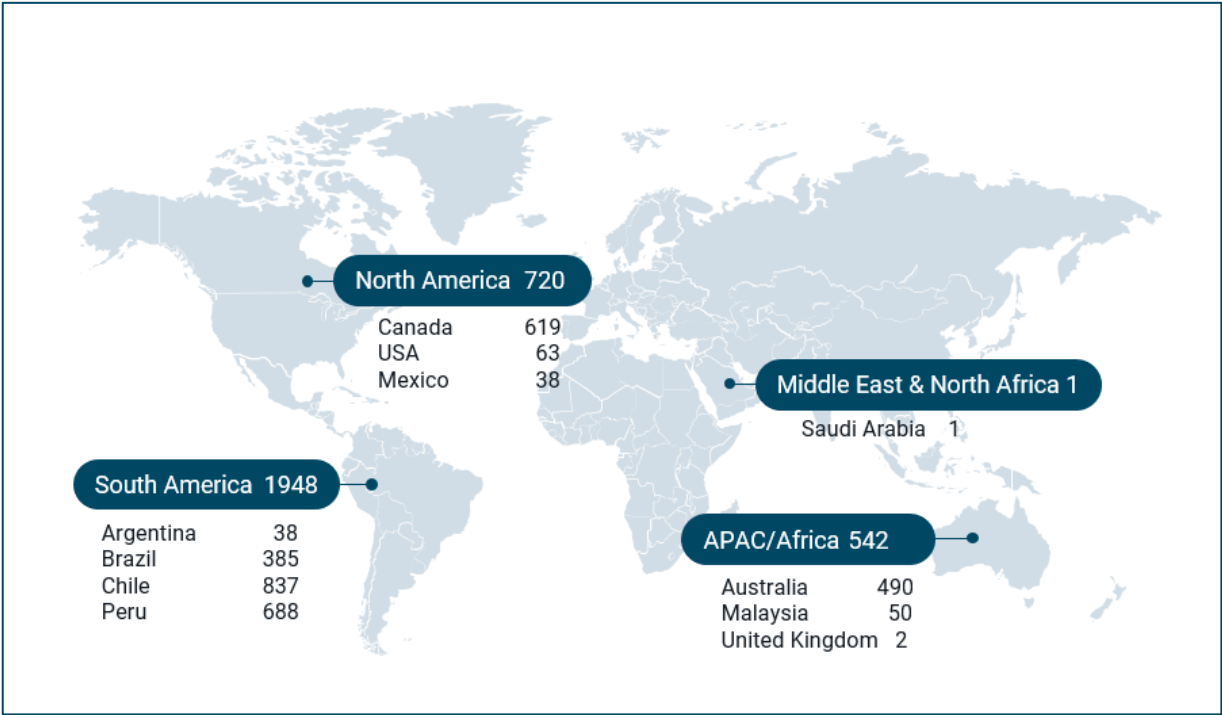 North America 720
Canada 619
USA 63
Mexico 38
Middle East & North Africa 1
Saudi Arabia 1
South America 1948
Argentina 38
Brazil 385
Chile 837
Peru 688
APAC/Africa 542
Australia 490
Malaysia 50
United Kingdom 2